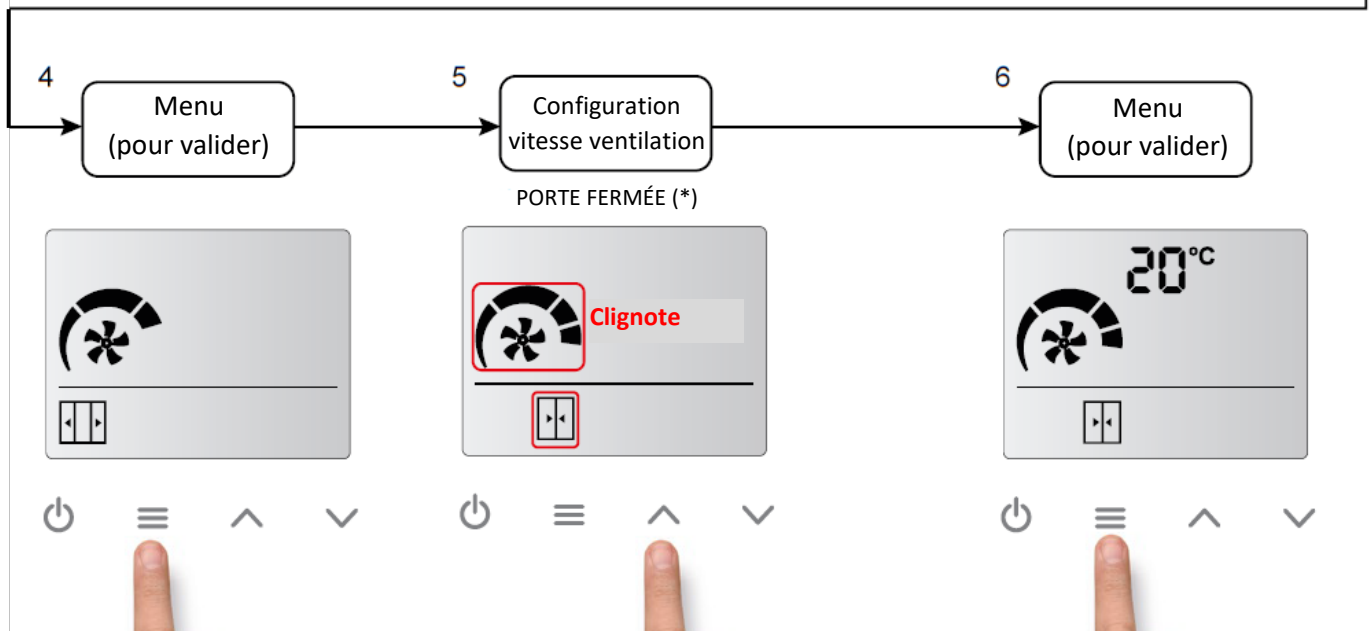 4
Menu
(pour valider)
5
Configuration
vitesse ventilation
PORTE FERMÉE (*)
6
Menu
(pour valider)
Clignote
20°C